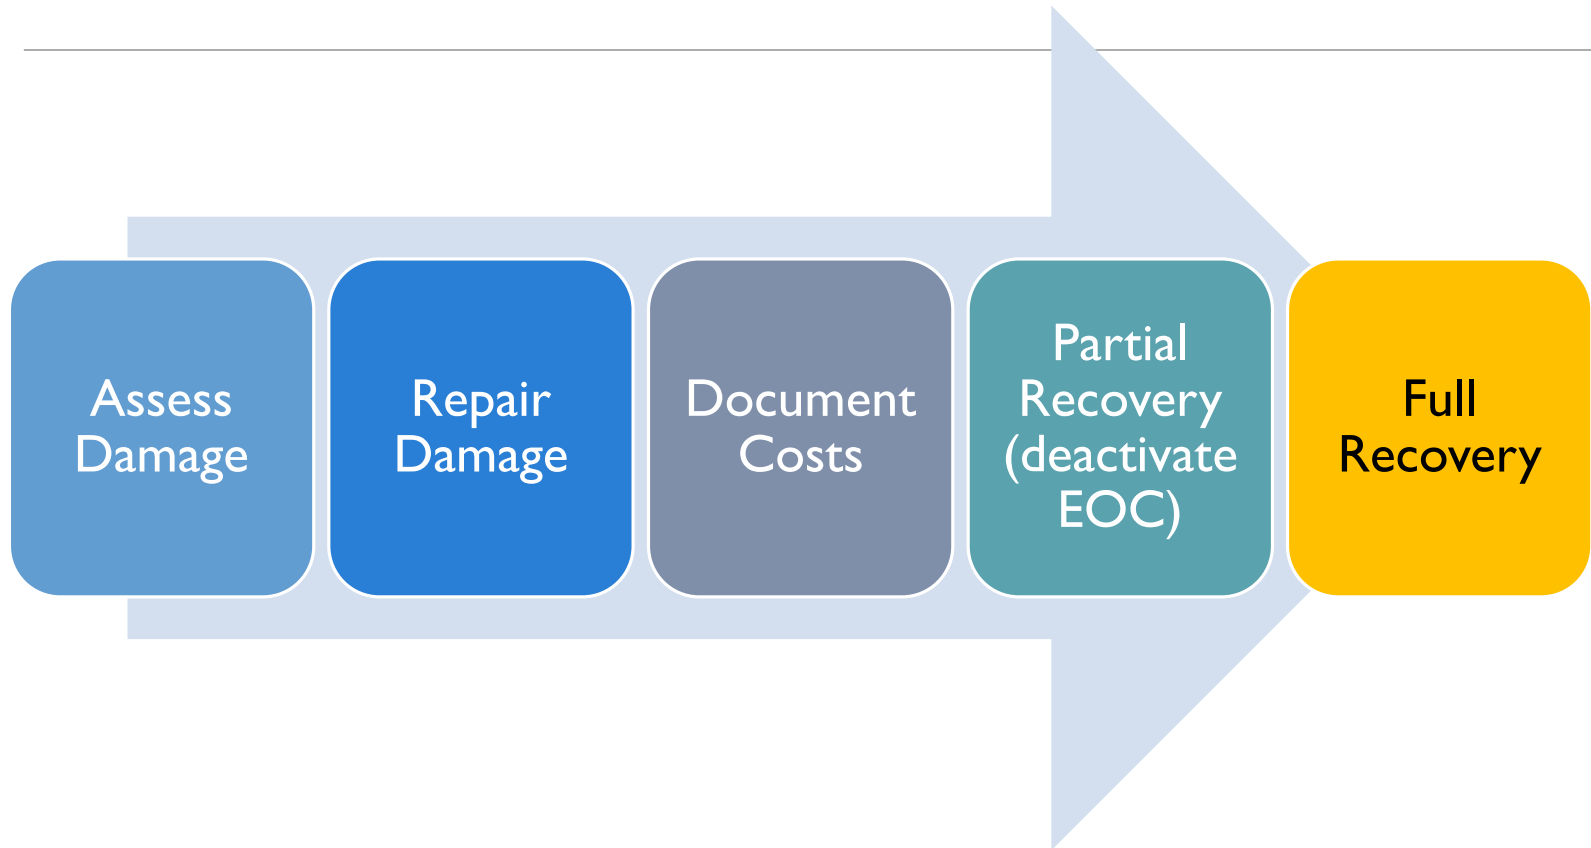 Assess
Damage
Repair
Damage
Document
Costs
Partial
Recovery
(deactivate
EOC)
Full
Recovery